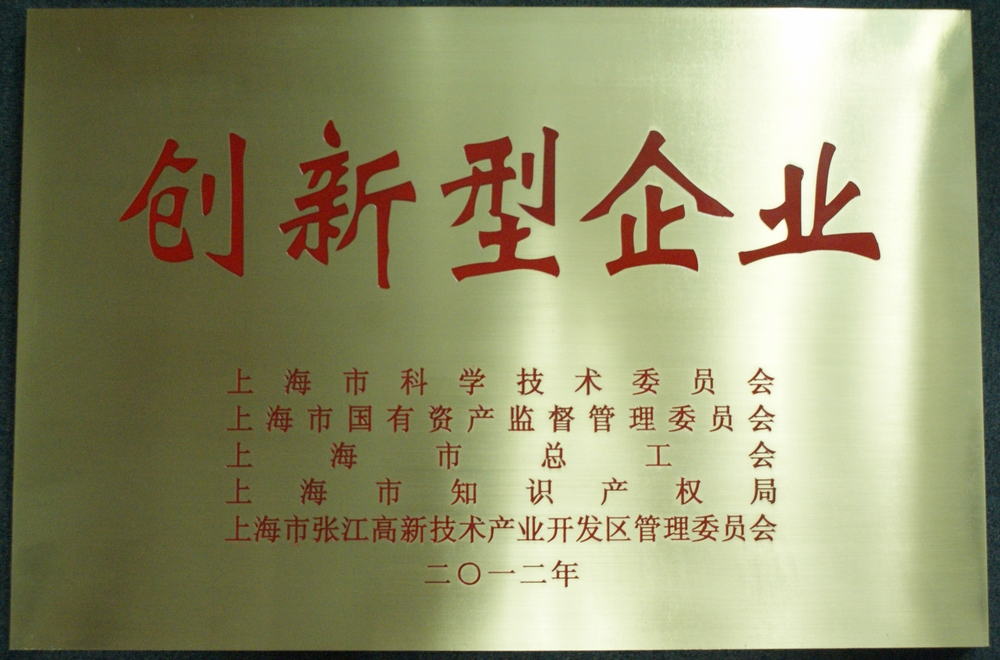 创新型企业
上海市科学技术委员会
上海市国有资产监督管理委员会
上海市总工会
上海市知识产权局
上海市张江高新技术产业开发区管理委员会
二〇一二年